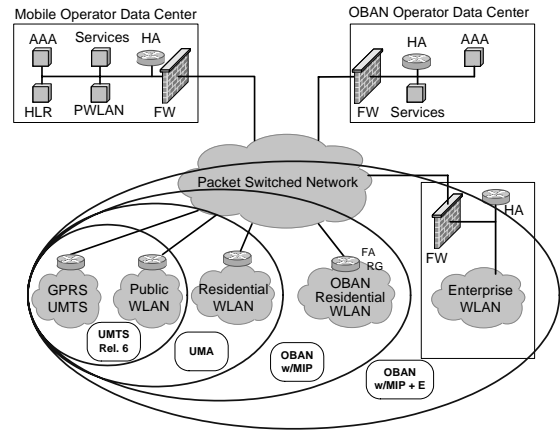 Mobile Operator Data Center
OBAN Operator Data Center
AAA
Services
HA
HLR
PWLAN
FW
HA
AAA
FW
Services
Packet Switched Network
HA
FW
FA
RG
GPRS
UMTS
Public
WLAN
Residential
WLAN
OBAN
Residential
WLAN
Enterprise
WLAN
UMTS
Rel. 6
UMA
OBAN
w/MIP
OBAN
w/MIP + E